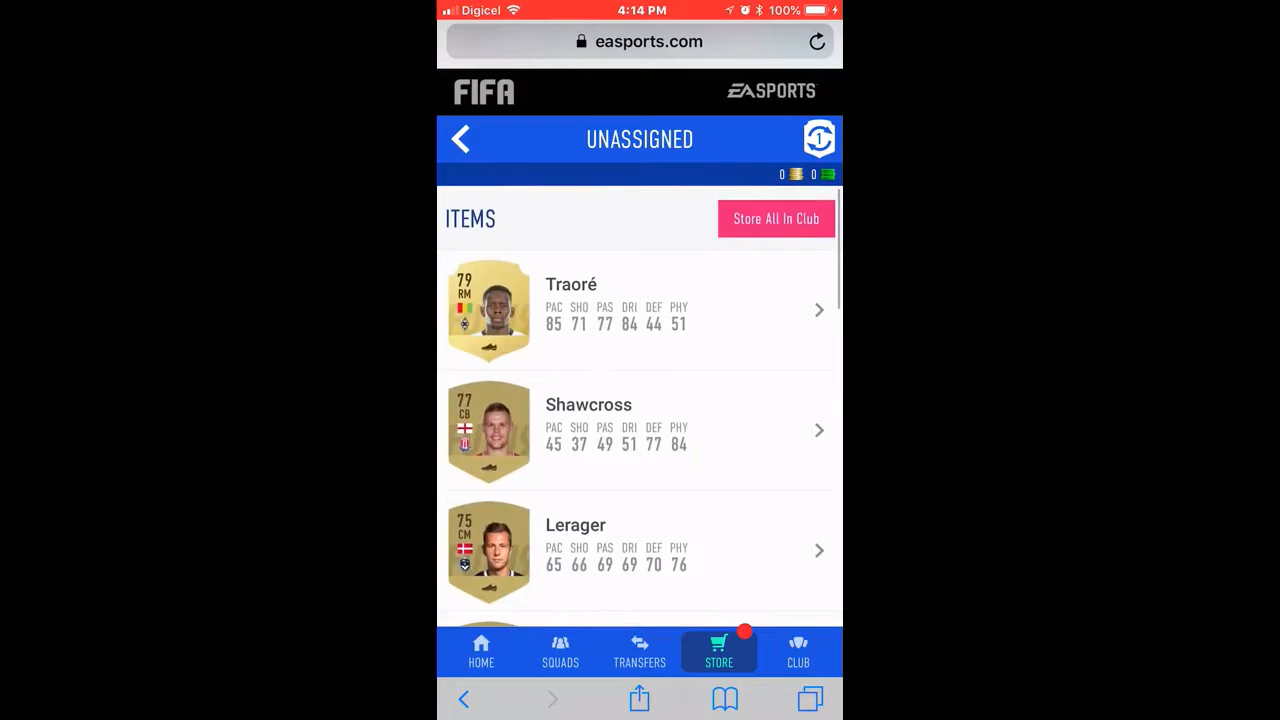 Digicel 4:14 PM 100%
easports.com
FIFA EA SPORTS
UNASSIGNED 1
0 0
ITEMS Store All In Club
79 RM
Traoré
PAC SHO PAS DRI DEF PHY
85 71 77 84 44 51
77 CB
Shawcross
PAC SHO PAS DRI DEF PHY
45 37 49 51 77 84
75 CM
Lerager
PAC SHO PAS DRI DEF PHY
65 66 69 69 70 76
HOME SQUADS TRANSFERS STORE CLUB